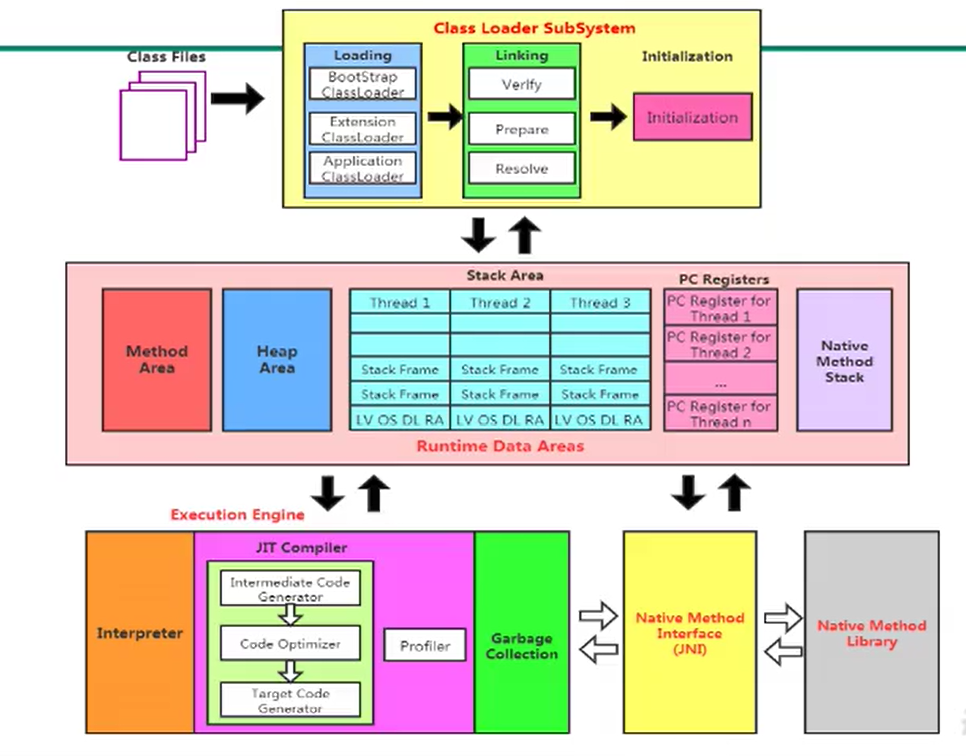 Class Loader SubSystem
Class Files
Loading
BootStrap
ClassLoader
Extension
ClassLoader
Application
ClassLoader
Linking
Verify
Prepare
Resolve
Initialization
Initialization
Method
Area
Heap
Area
Stack Area
Thread 1
Thread 2
Thread 3
Stack Frame
Stack Frame
Stack Frame
Stack Frame
Stack Frame
Stack Frame
LV OS DL RA
LV OS DL RA
LV OS DL RA
PC Registers
PC Register for
Thread 1
PC Register for
Thread 2
...
PC Register for
Thread n
Native
Method
Stack
Runtime Data Areas
Execution Engine
Interpreter
JIT Compiler
Intermediate Code
Generator
Code Optimizer
Target Code
Generator
Profiler
Garbage
Collection
Native Method
Interface
(JNI)
Native Method
Library